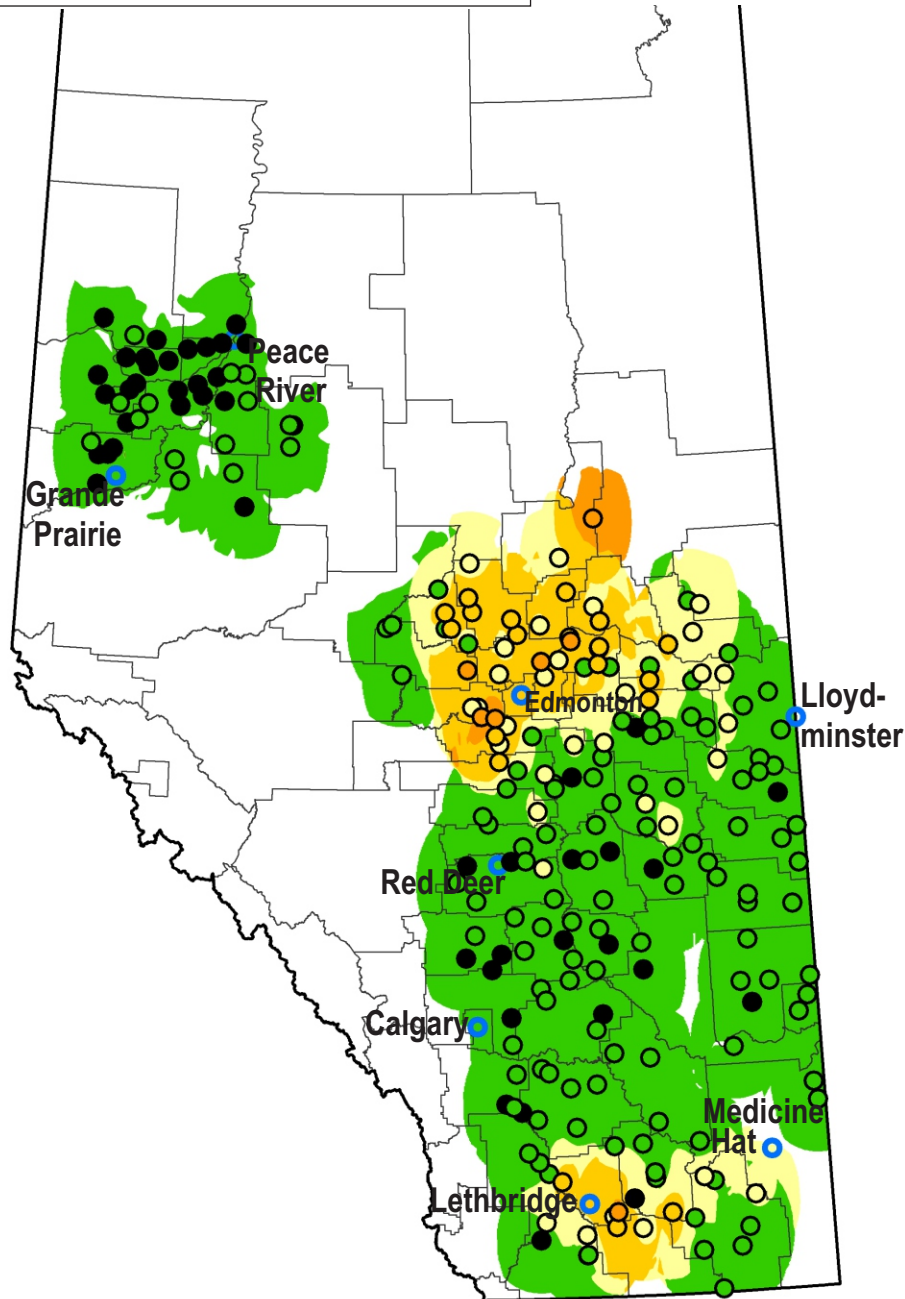 Peace
River
Grande
Prairie
Edmonton
Lloyd-
minster
Red Deer
Calgary
Medicine
Hat
Lethbridge